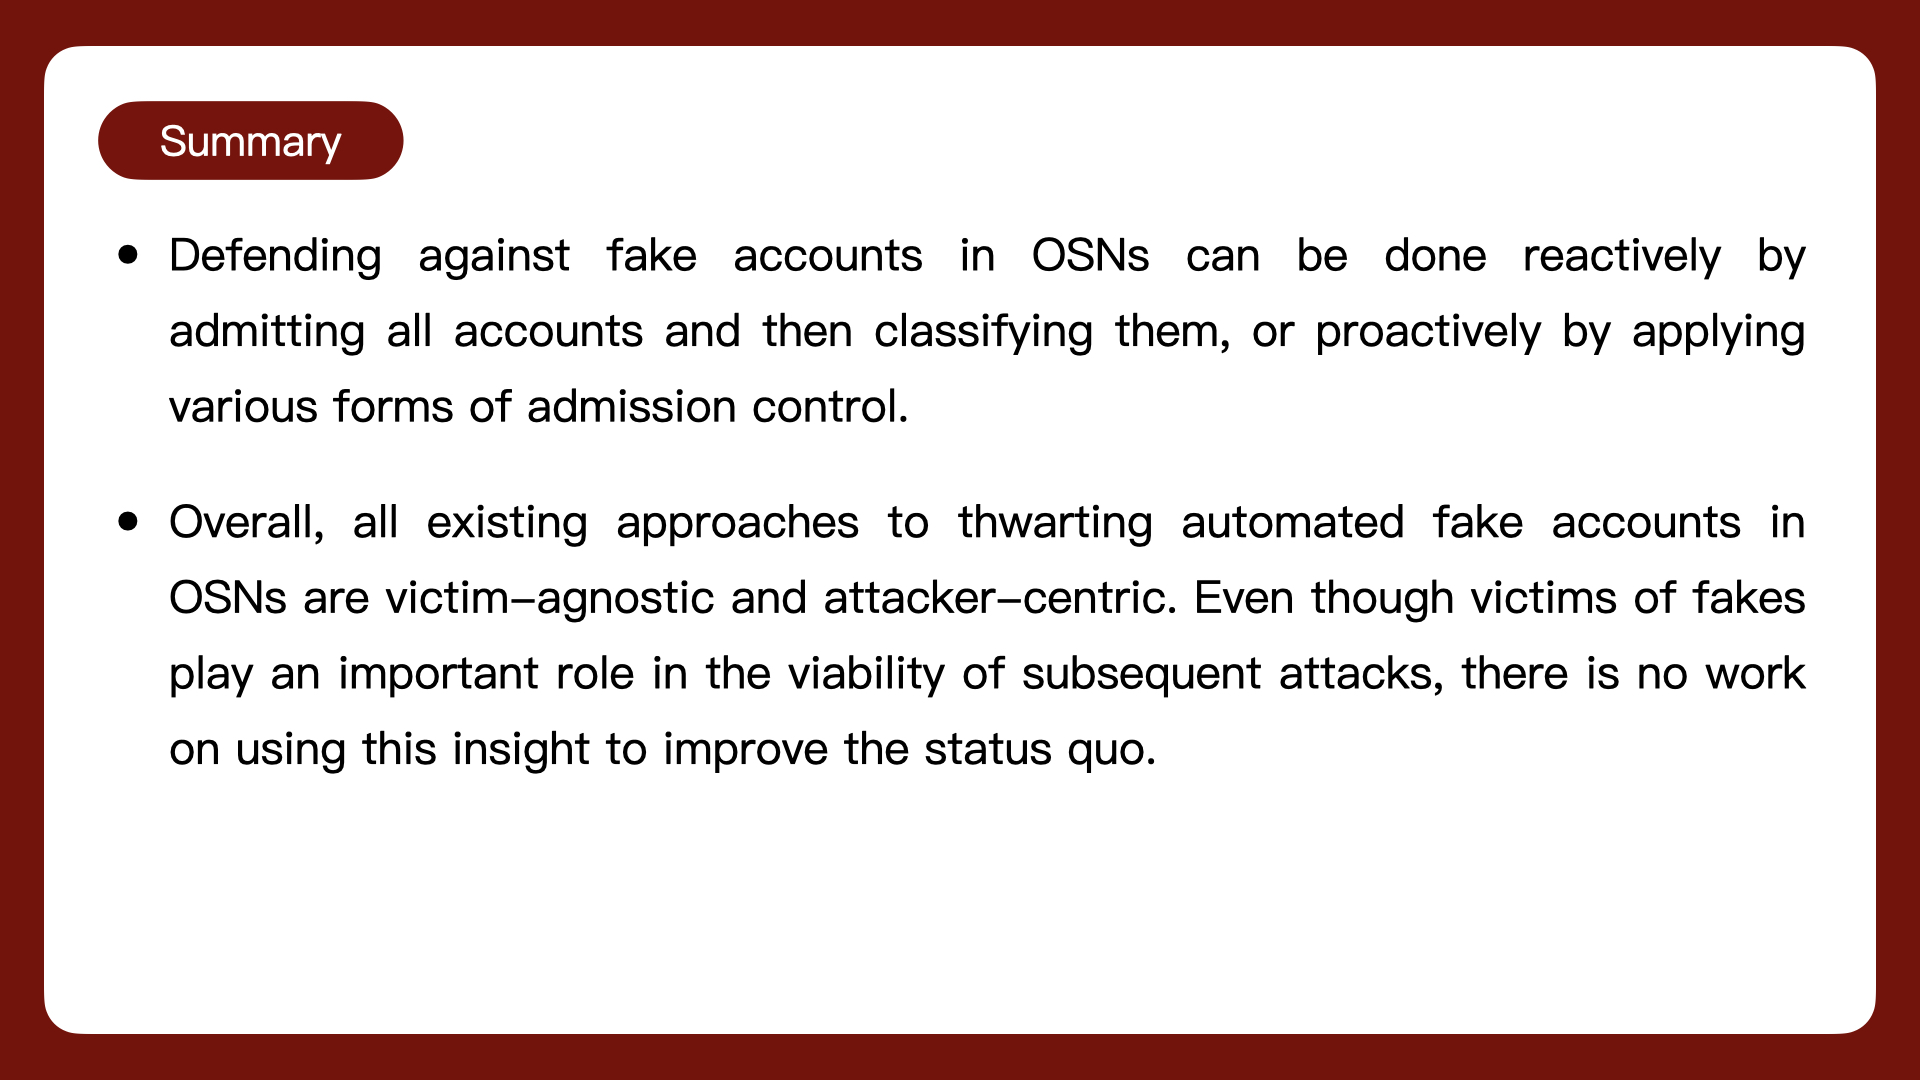 Summary
• Defending against fake accounts in OSNs can be done reactively by
admitting all accounts and then classifying them, or proactively by applying
various forms of admission control.
• Overall, all existing approaches to thwarting automated fake accounts in
OSNs are victim–agnostic and attacker–centric. Even though victims of fakes
play an important role in the viability of subsequent attacks, there is no work
on using this insight to improve the status quo.